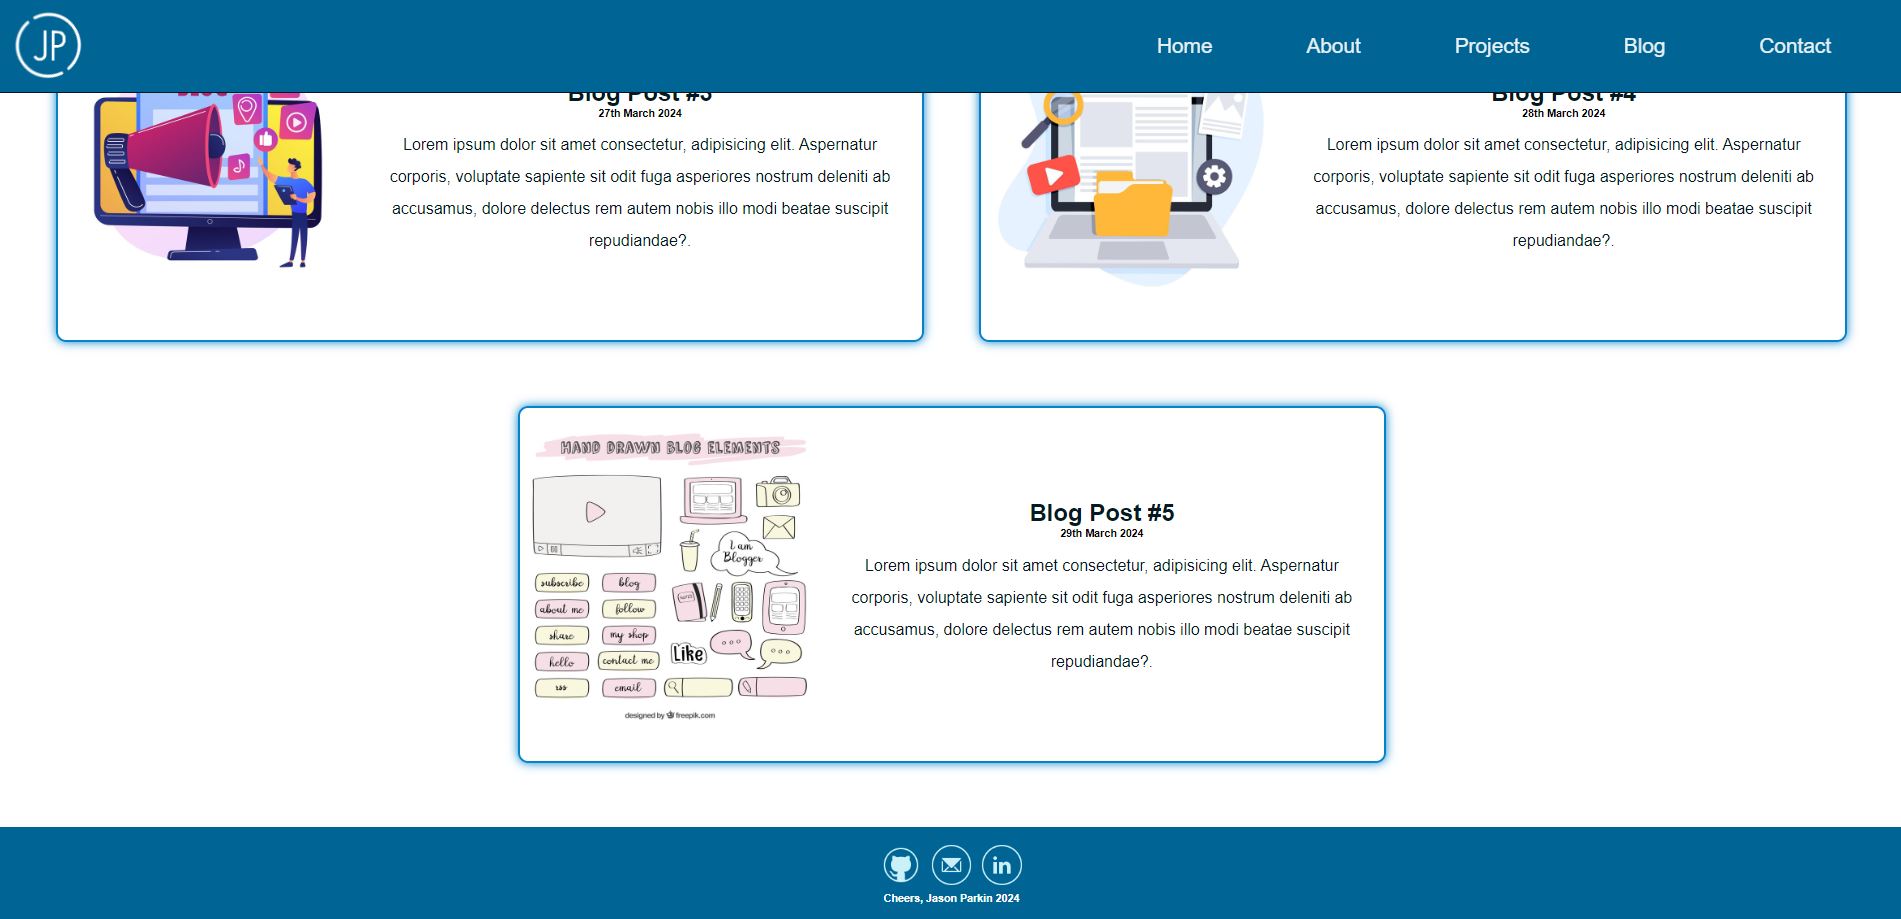 JP
Home
About
Projects
Blog
Contact
BLOG
Blog Post #3
27th March 2024
Lorem ipsum dolor sit amet consectetur, adipisicing elit. Aspernatur
corporis, voluptate sapiente sit odit fuga asperiores nostrum deleniti ab
accusamus, dolore delectus rem autem nobis illo modi beatae suscipit
repudiandae?.
Blog Post #4
28th March 2024
Lorem ipsum dolor sit amet consectetur, adipisicing elit. Aspernatur
corporis, voluptate sapiente sit odit fuga asperiores nostrum deleniti ab
accusamus, dolore delectus rem autem nobis illo modi beatae suscipit
repudiandae?.
HAND DRAWN BLOG ELEMENTS
I am
Blogger
subscribe
blog
about me
follow
share
my shop
hello
contact me
rss
email
NOTES
Like
designed by freepik.com
Blog Post #5
29th March 2024
Lorem ipsum dolor sit amet consectetur, adipisicing elit. Aspernatur
corporis, voluptate sapiente sit odit fuga asperiores nostrum deleniti ab
accusamus, dolore delectus rem autem nobis illo modi beatae suscipit
repudiandae?.
in
Cheers, Jason Parkin 2024